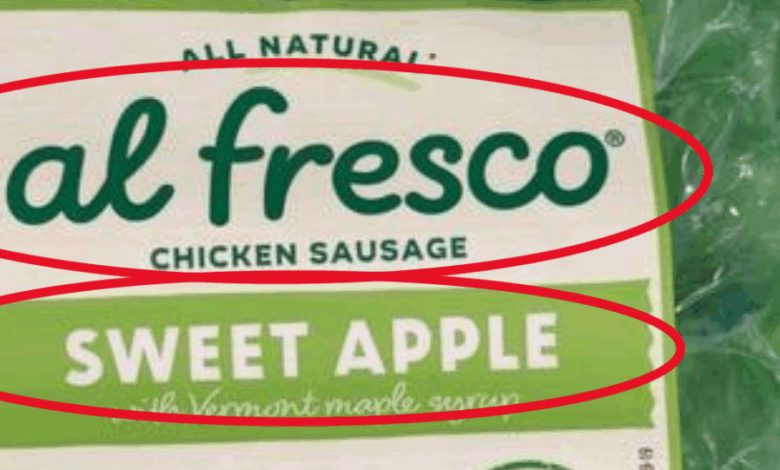 ALL NATURAL*
al fresco®
CHICKEN SAUSAGE
SWEET APPLE
with Vermont maple syrup